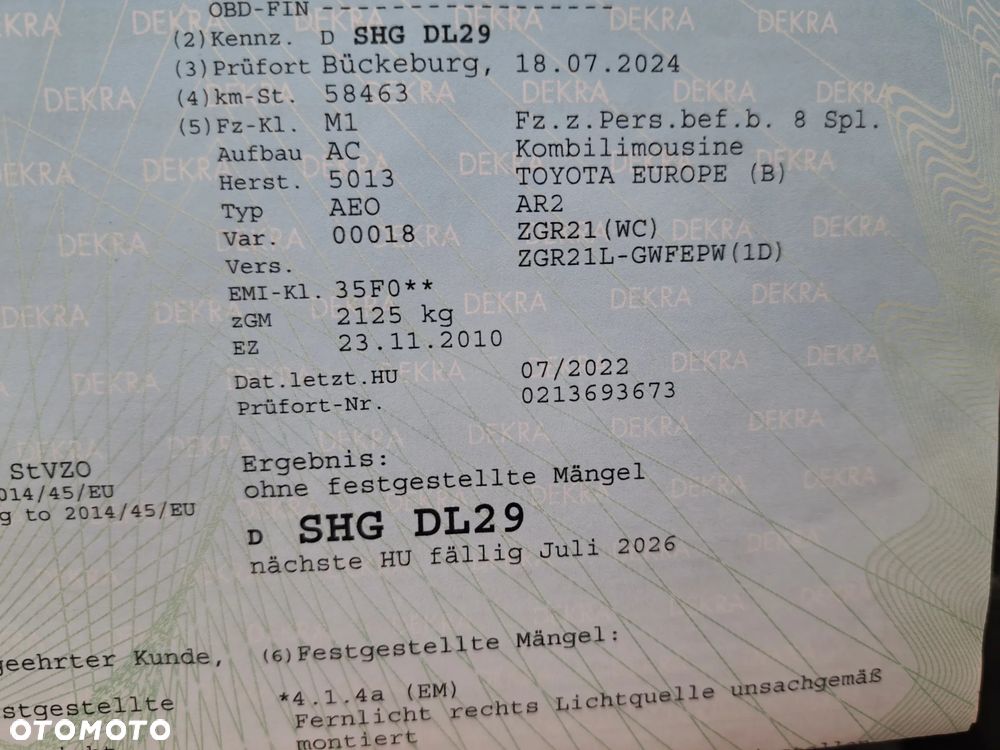 OBD-FIN -----------------
(2)Kennz. D SHG DL29
(3)Prüfort Bückeburg, 18.07.2024
(4)km-St. 58463
(5)Fz-Kl. M1 Fz.z.Pers.bef.b. 8 Spl.
Aufbau AC Kombilimousine
Herst. 5013 TOYOTA EUROPE (B)
Typ AEO AR2
Var. 00018 ZGR21(WC)
Vers. ZGR21L-GWFEPW(1D)
EMI-Kl. 35F0**
zGM 2125 kg
EZ 23.11.2010
Dat.letzt.HU 07/2022
Prüfort-Nr. 0213693673
StVZO
014/45/EU
g to 2014/45/EU
Ergebnis:
ohne festgestellte Mängel
D SHG DL29
nächste HU fällig Juli 2026
geehrter Kunde,
stgestellte
(6)Festgestellte Mängel:
*4.1.4a (EM)
Fernlicht rechts Lichtquelle unsachgemäß
montiert
OTOMOTO